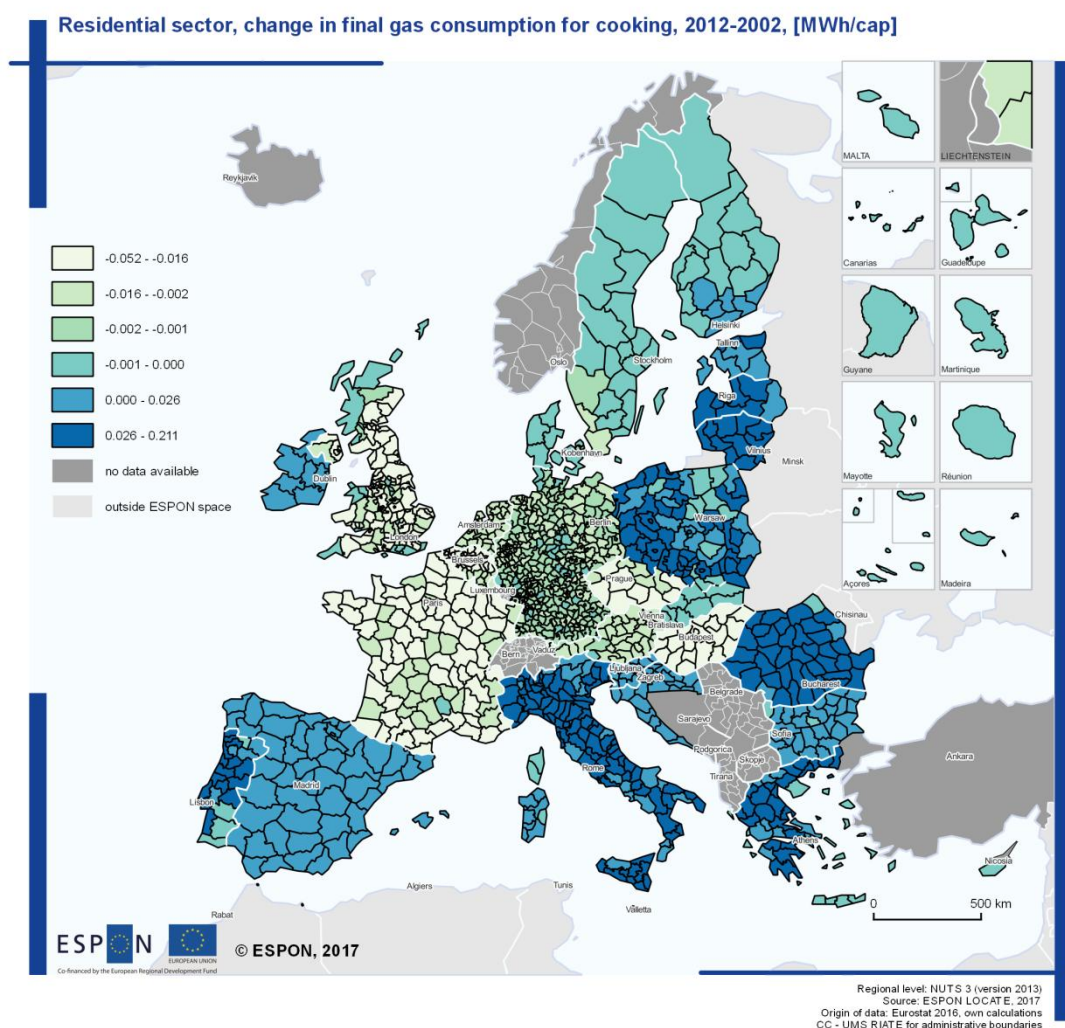 Residential sector, change in final gas consumption for cooking, 2012-2002, [MWh/cap]
MALTA
LIECHTENSTEIN
Reykjavik
Canarias
Guadeloupe
-0.052 - -0.016
-0.016 - -0.002
-0.002 - -0.001
-0.001 - 0.000
0.000 - 0.026
0.026 - 0.211
no data available
outside ESPON space
Helsinki
Tallinn
Oslo
Stockholm
Guyane
Martinique
Riga
Kobenhavn
Vilnius
Minsk
Mayotte
Réunion
Dublin
Amsterdam
Berlin
Warsaw
London
Brussels
Luxembourg
Prague
Açores
Madeira
Paris
Vienna
Bratislava
Chisinau
Budapest
Bern
Vaduz
Ljubljana
Zagreb
Bucharest
Belgrade
Sarajevo
Sofia
Podgorica
Skopje
Ankara
Rome
Tirana
Madrid
Lisbon
Athens
Nicosia
Algiers
Tunis
0 500 km
Rabat
Valletta
ESPON
EUROPEAN UNION
Co-financed by the European Regional Development Fund
© ESPON, 2017
Regional level: NUTS 3 (version 2013)
Source: ESPON LOCATE, 2017
Origin of data: Eurostat 2016, own calculations
CC - UMS RIATE for administrative boundaries